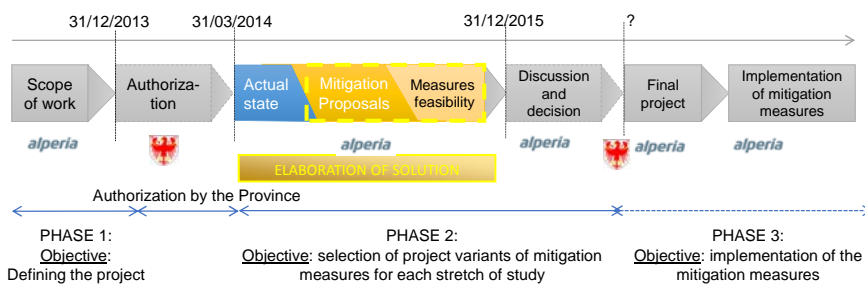 31/12/2013
31/03/2014
31/12/2015
?
Scope
of work
Authoriza-
tion
Actual
state
Mitigation
Proposals
Measures
feasibility
Discussion
and
decision
Final
project
Implementation
of mitigation
measures
alperia
alperia
alperia
alperia
alperia
ELABORATION OF SOLUTION
Authorization by the Province
PHASE 1:
Objective:
Defining the project
PHASE 2:
Objective: selection of project variants of mitigation
measures for each stretch of study
PHASE 3:
Objective: implementation of the
mitigation measures